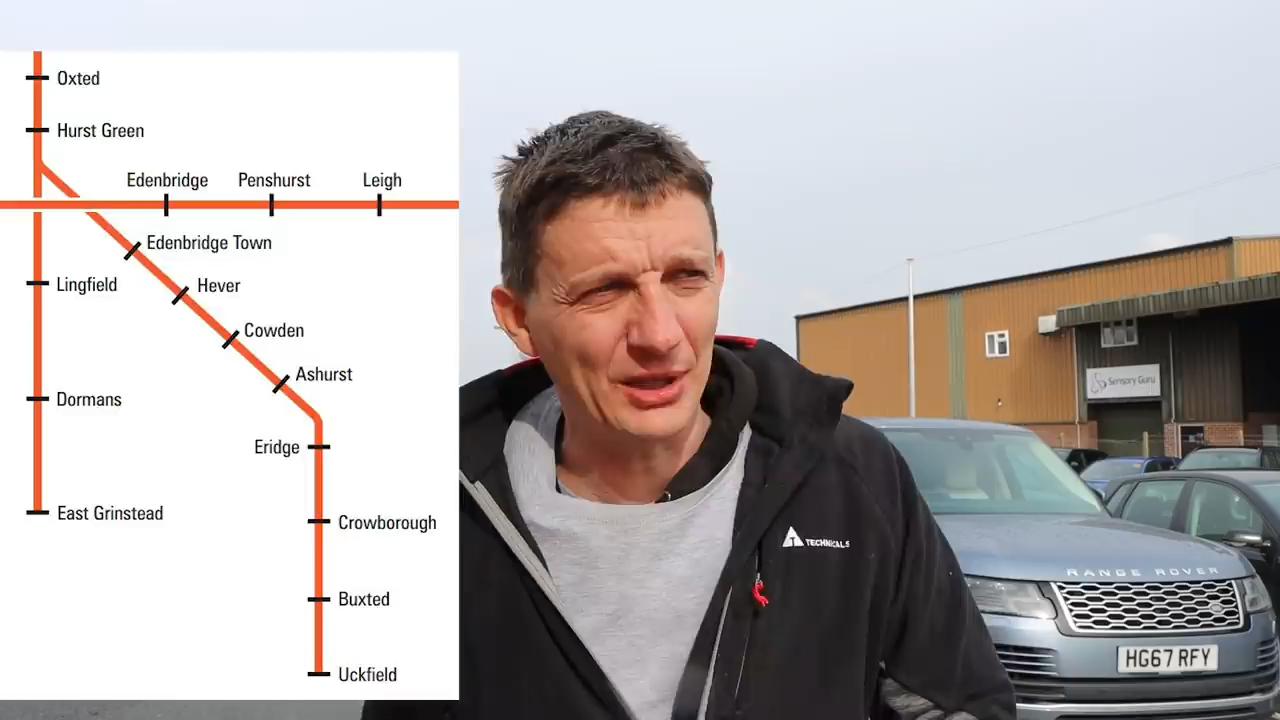 Oxted
Hurst Green
Edenbridge Penshurst Leigh
Edenbridge Town
Lingfield
Hever
Cowden
Ashurst
Dormans
Eridge
East Grinstead
Crowborough
Buxted
Uckfield
TECHNICALS
Sensory Guru
RANGE ROVER
HG67 RFY